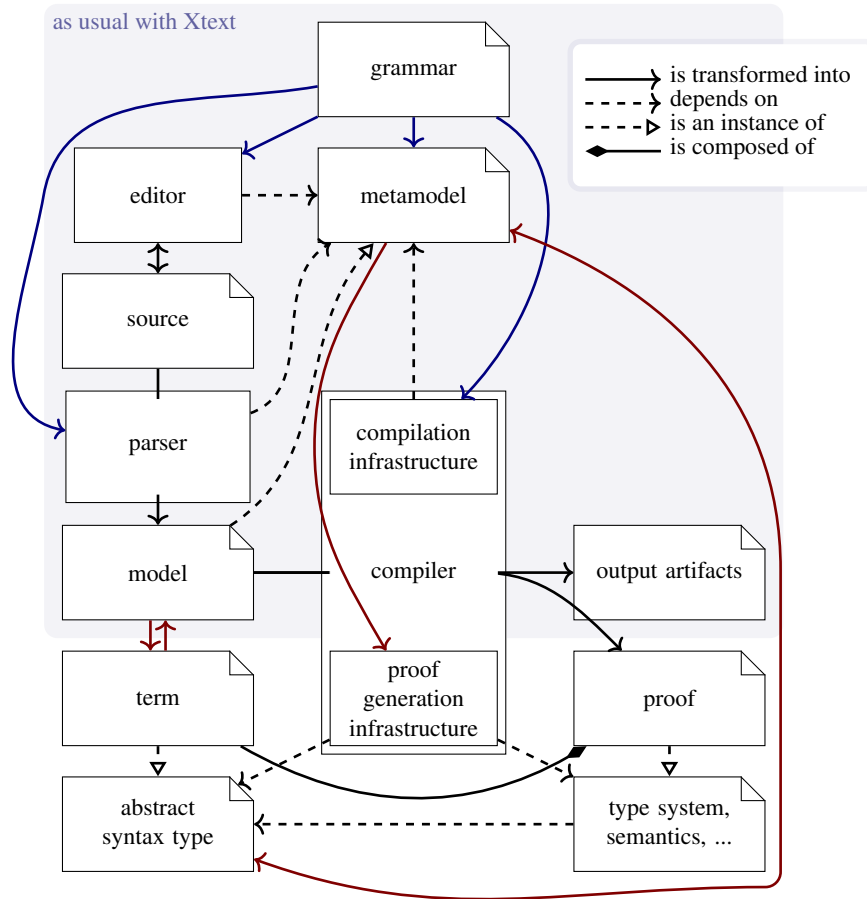 as usual with Xtext
grammar
is transformed into
depends on
is an instance of
is composed of
editor
metamodel
source
parser
compilation
infrastructure
model
compiler
output artifacts
term
proof
generation
infrastructure
proof
abstract
syntax type
type system,
semantics, ...